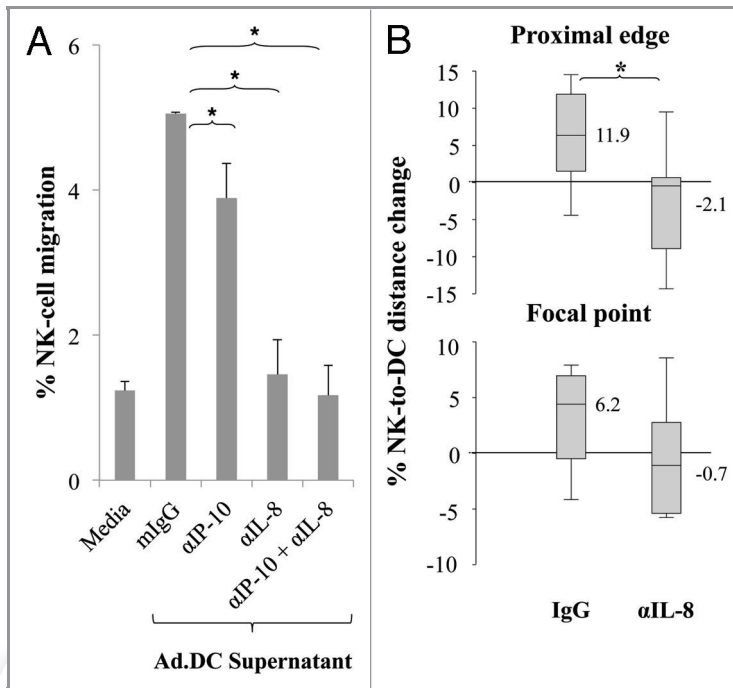 A
% NK-cell migration
6
4
2
0
*
*
*
Media
mIgG
αIP-10
αIL-8
αIP-10 + αIL-8
Ad.DC Supernatant
B
% NK-to-DC distance change
Proximal edge
15
10
5
0
-5
-10
-15
*
11.9
-2.1
Focal point
10
5
0
-5
-10
6.2
-0.7
IgG
αIL-8